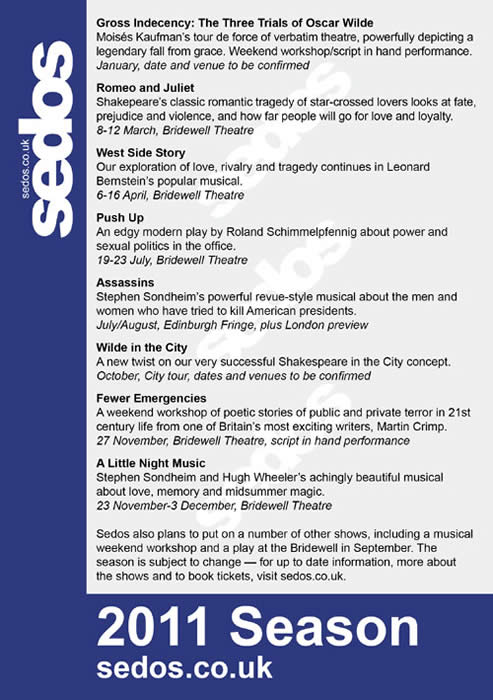 sedos
sedos.co.uk
Gross Indecency: The Three Trials of Oscar Wilde
Moisés Kaufman's tour de force of verbatim theatre, powerfully depicting a
legendary fall from grace. Weekend workshop/script in hand performance.
January, date and venue to be confirmed
Romeo and Juliet
Shakepeare's classic romantic tragedy of star-crossed lovers looks at fate,
prejudice and violence, and how far people will go for love and loyalty.
8-12 March, Bridewell Theatre
West Side Story
Our exploration of love, rivalry and tragedy continues in Leonard
Bernstein's popular musical.
6-16 April, Bridewell Theatre
Push Up
An edgy modern play by Roland Schimmelpfennig about power and
sexual politics in the office.
19-23 July, Bridewell Theatre
Assassins
Stephen Sondheim's powerful revue-style musical about the men and
women who have tried to kill American presidents.
July/August, Edinburgh Fringe, plus London preview
Wilde in the City
A new twist on our very successful Shakespeare in the City concept.
October, City tour, dates and venues to be confirmed
Fewer Emergencies
A weekend workshop of poetic stories of public and private terror in 21st
century life from one of Britain's most exciting writers, Martin Crimp.
27 November, Bridewell Theatre, script in hand performance
A Little Night Music
Stephen Sondheim and Hugh Wheeler's achingly beautiful musical
about love, memory and midsummer magic.
23 November-3 December, Bridewell Theatre
Sedos also plans to put on a number of other shows, including a musical
weekend workshop and a play at the Bridewell in September. The
season is subject to change — for up to date information, more about
the shows and to book tickets, visit sedos.co.uk.
2011 Season
sedos.co.uk